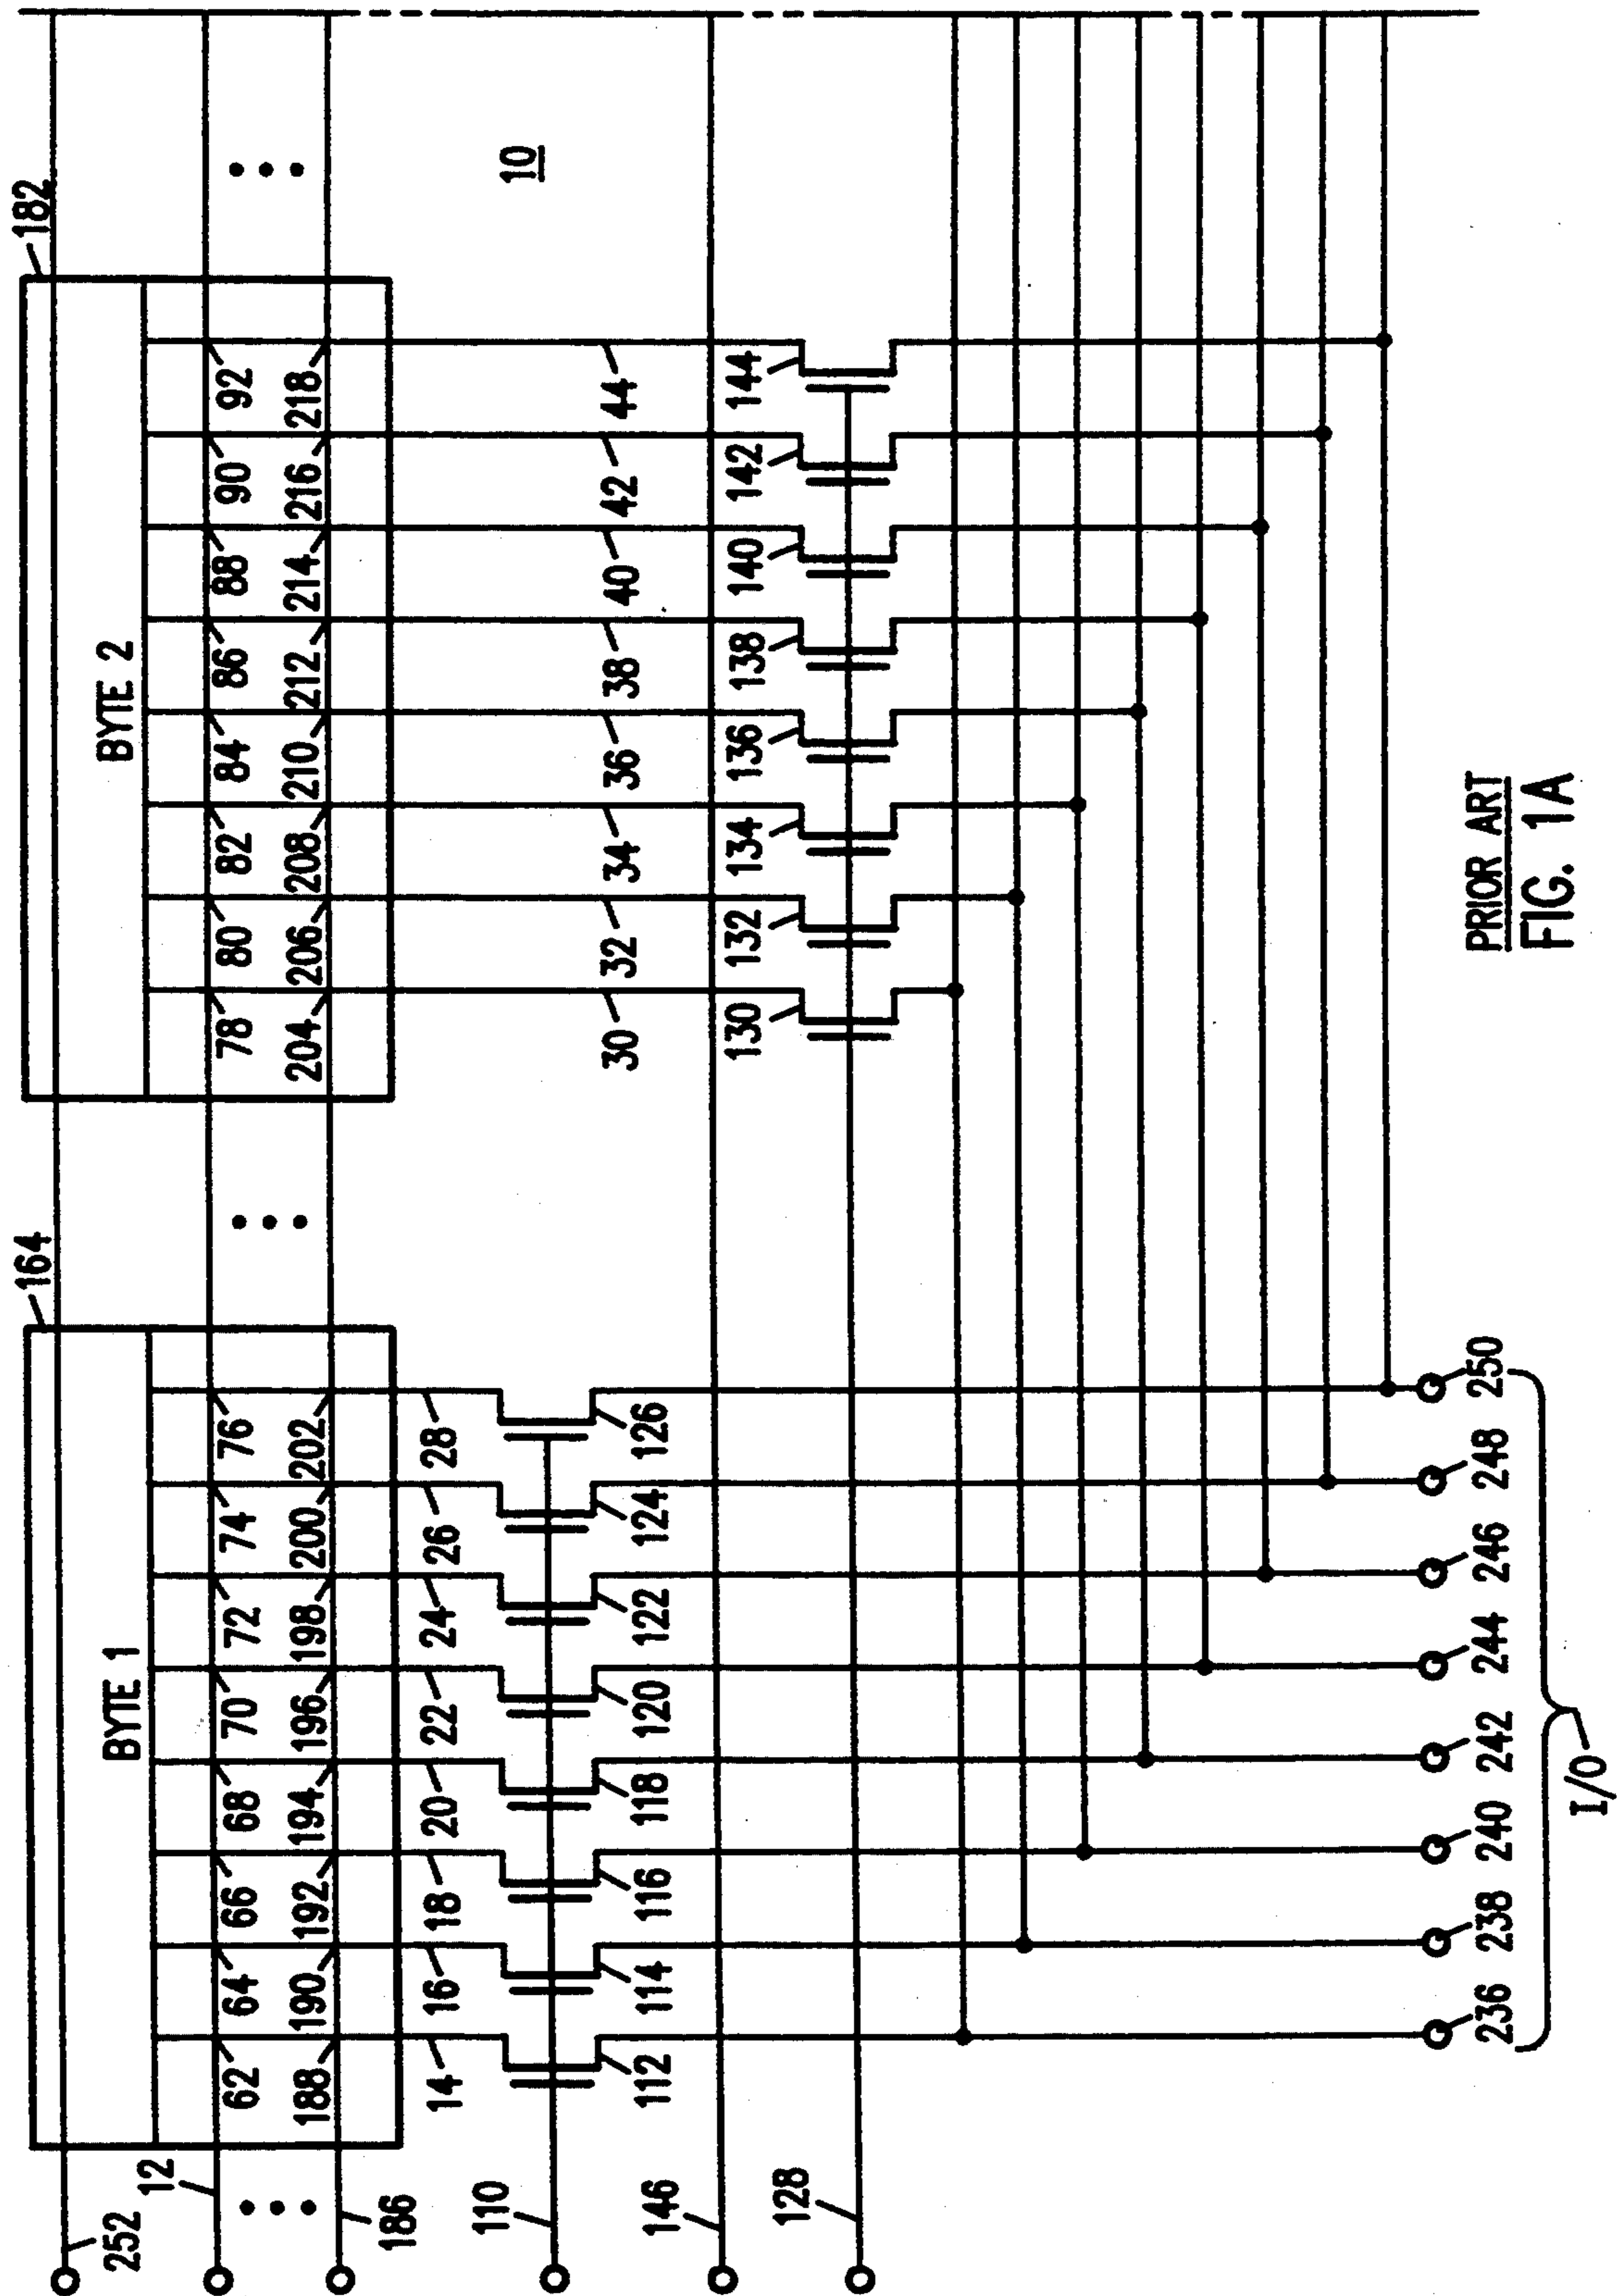 164 182
252 BYTE 1 BYTE 2
12
62 64 66 68 70 72 74 76 78 80 82 84 86 88 90 92
188 190 192 194 196 198 200 202 204 206 208 210 212 214 216 218
186
14 16 18 20 22 24 26 28
110 10
30 32 34 36 38 40 42 44
112 114 116 118 120 122 124 126
146
130 132 134 136 138 140 142 144
128
236 238 240 242 244 246 248 250
I/O
PRIOR ART
FIG. 1A